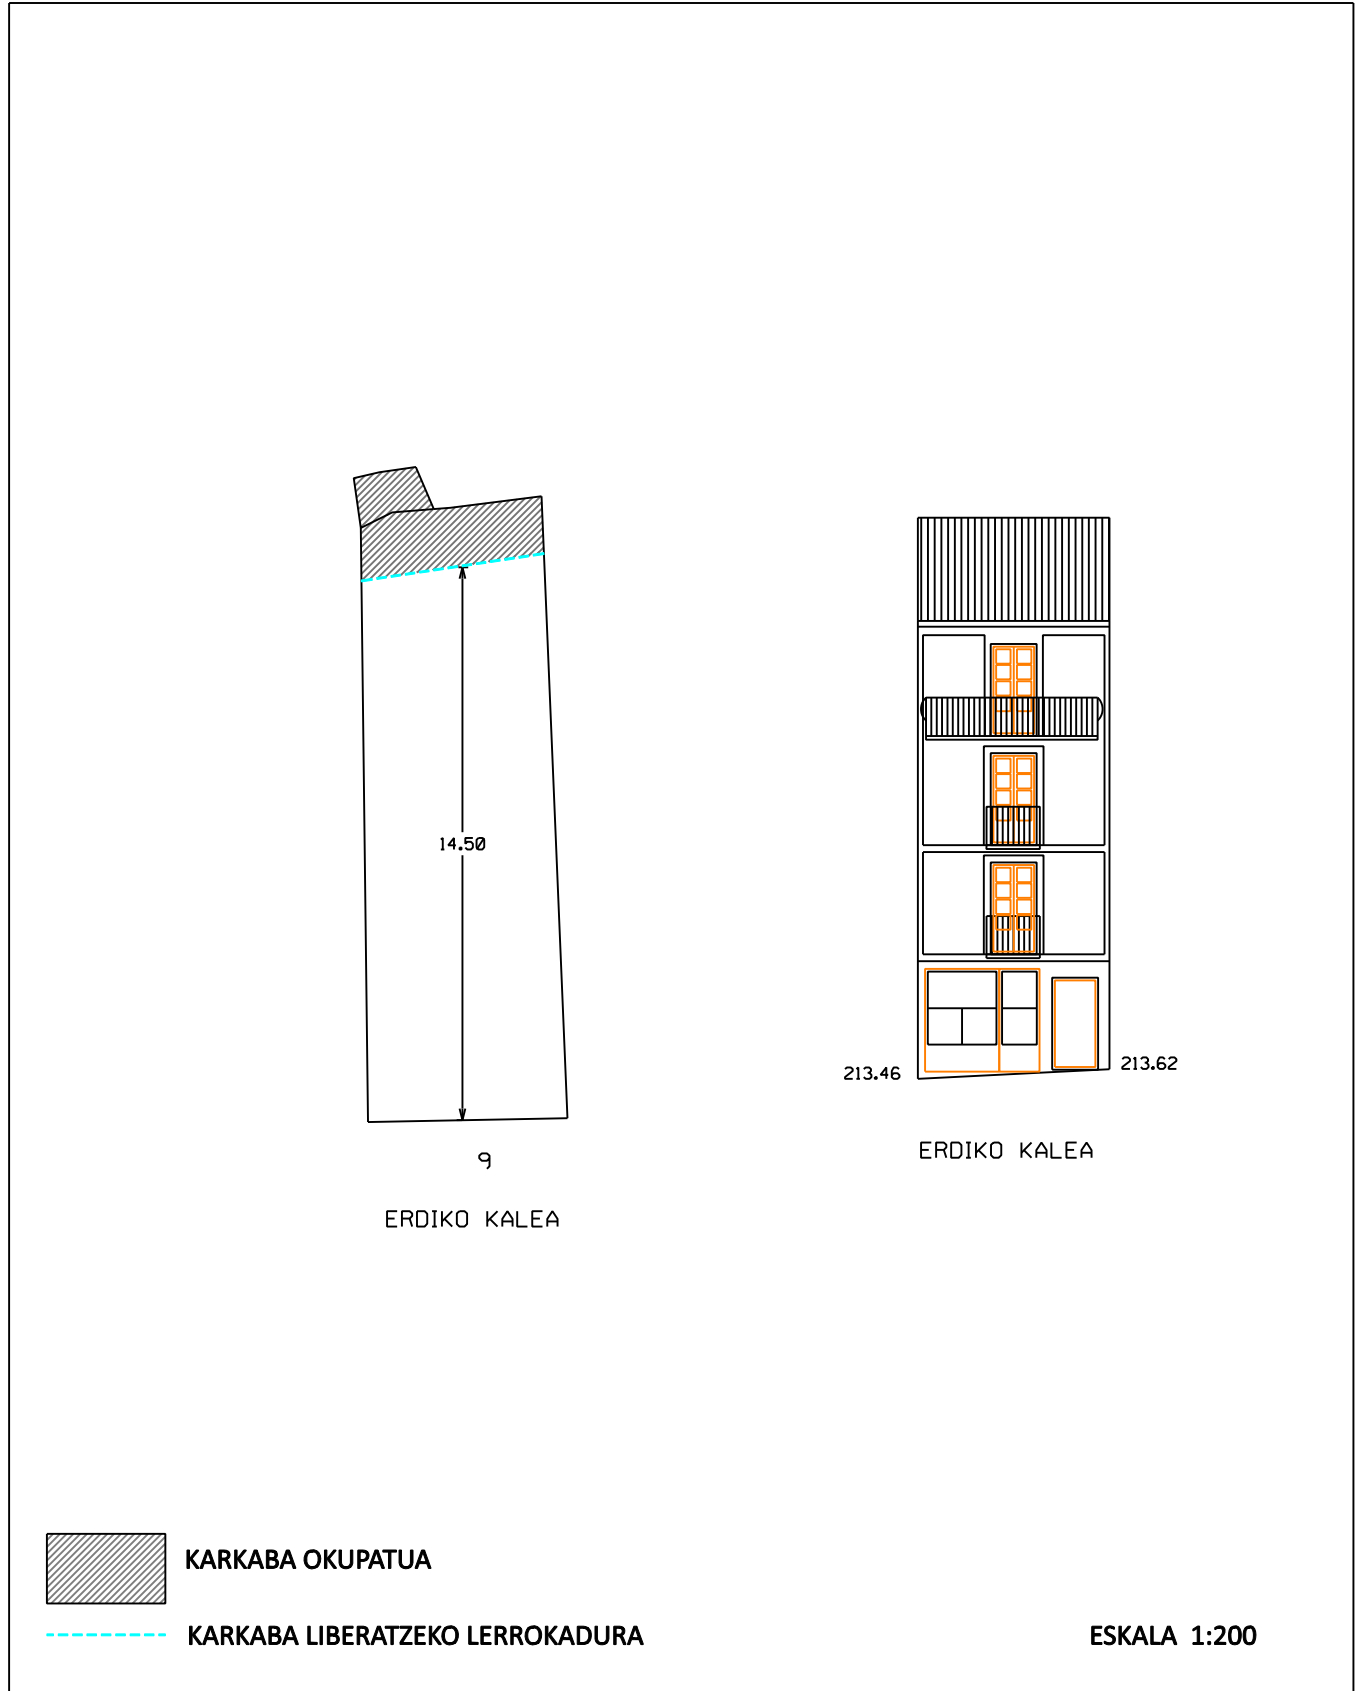 14.50
9
ERDIKO KALEA
213.46
213.62
ERDIKO KALEA
KARKABA OKUPATUA
KARKABA LIBERATZEKO LERROKADURA
ESKALA 1:200